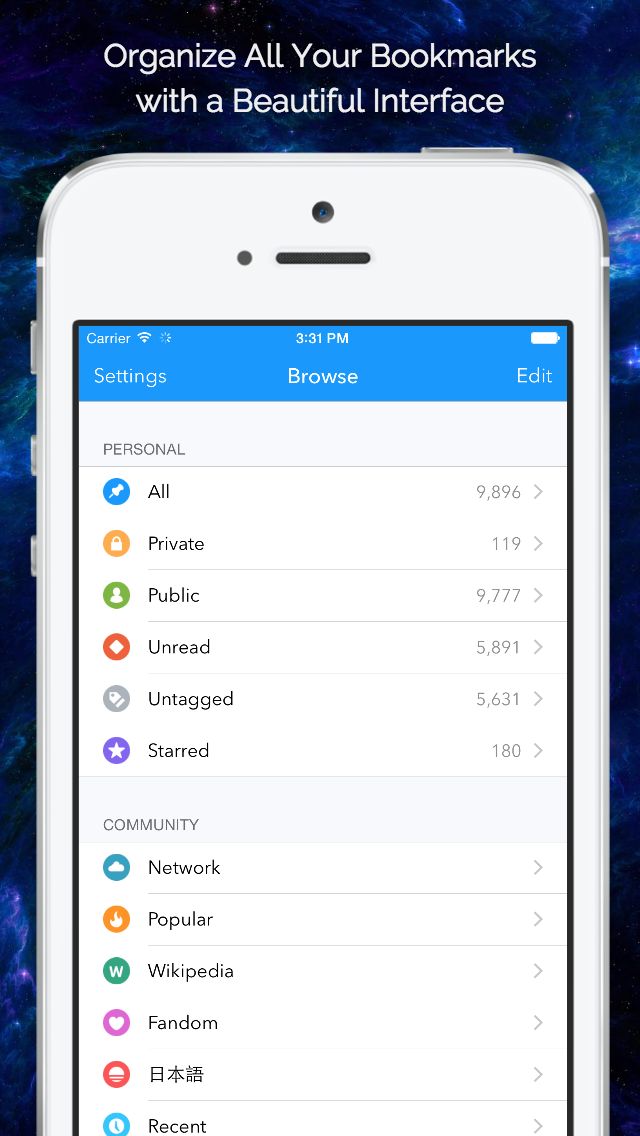 Organize All Your Bookmarks
with a Beautiful Interface
Carrier 3:31 PM
Settings Browse Edit
PERSONAL
All 9,896
Private 119
Public 9,777
Unread 5,891
Untagged 5,631
Starred 180
COMMUNITY
Network
Popular
W Wikipedia
Fandom
日本語
Recent